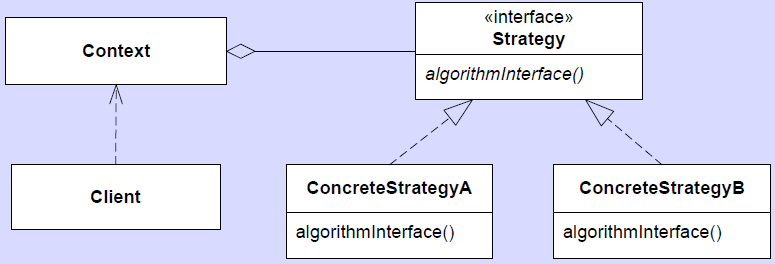 Context
«interface»
Strategy
algorithmInterface()
Client
ConcreteStrategyA
algorithmInterface()
ConcreteStrategyB
algorithmInterface()